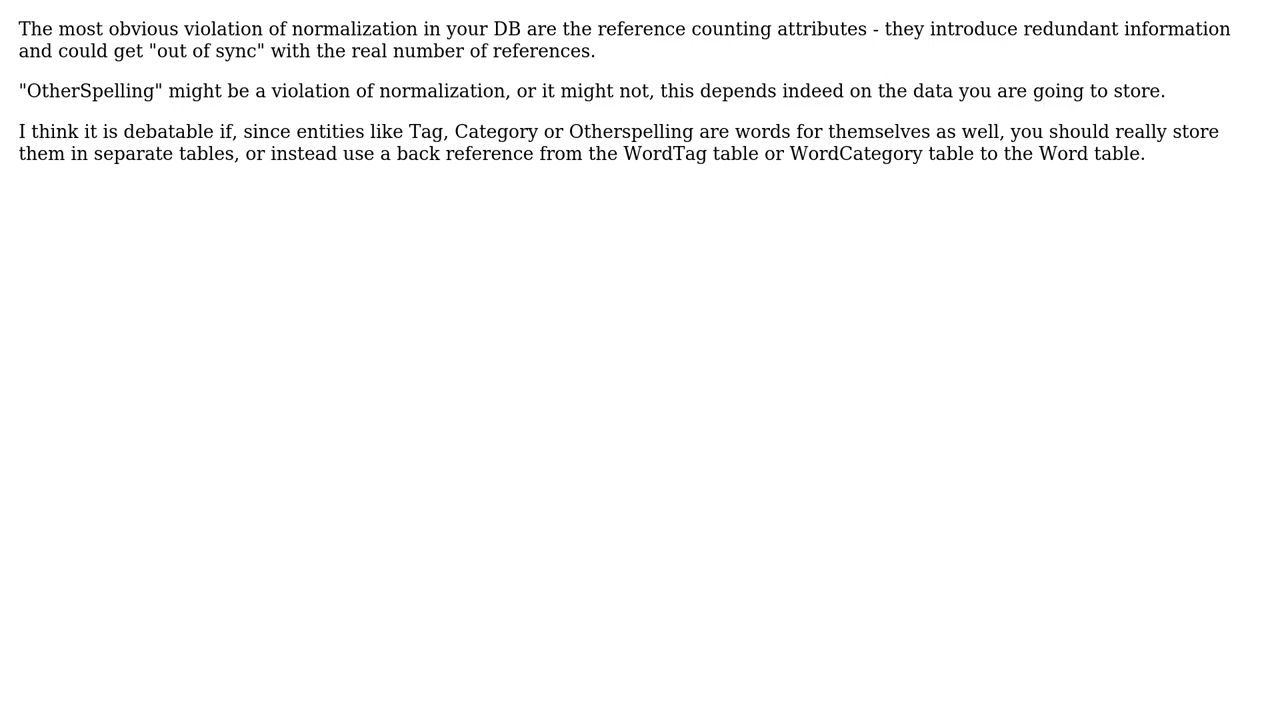 The most obvious violation of normalization in your DB are the reference counting attributes - they introduce redundant information
and could get "out of sync" with the real number of references.
"OtherSpelling" might be a violation of normalization, or it might not, this depends indeed on the data you are going to store.
I think it is debatable if, since entities like Tag, Category or Otherspelling are words for themselves as well, you should really store
them in separate tables, or instead use a back reference from the WordTag table or WordCategory table to the Word table.